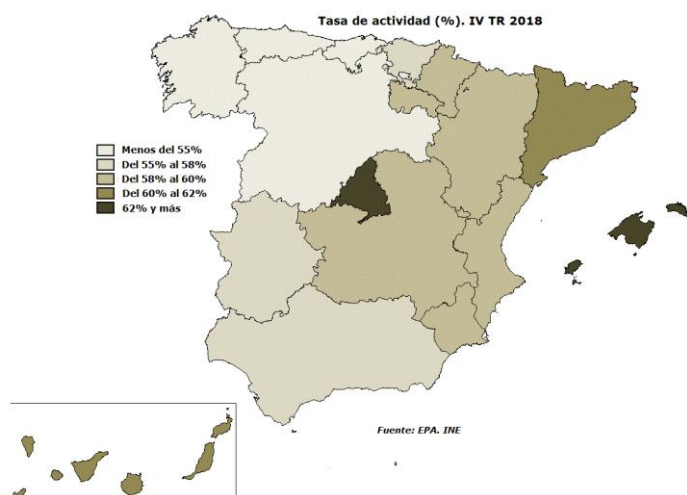 Tasa de actividad (%). IV TR 2018
Menos del 55%
Del 55% al 58%
Del 58% al 60%
Del 60% al 62%
62% y más
Fuente: EPA. INE